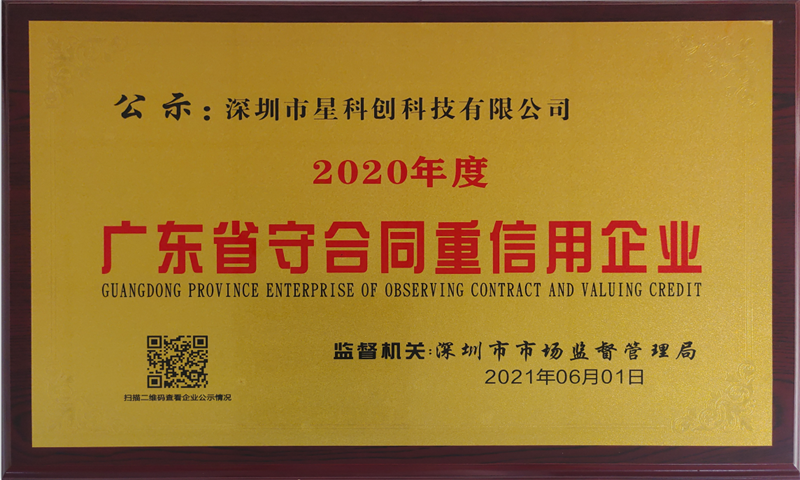 公示：深圳市星科创科技有限公司
2020年度
广东省守合同重信用企业
GUANGDONG PROVINCE ENTERPRISE OF OBSERVING CONTRACT AND VALUING CREDIT
监督机关:深圳市市场监督管理局
2021年06月01日
扫描二维码查看企业公示情况